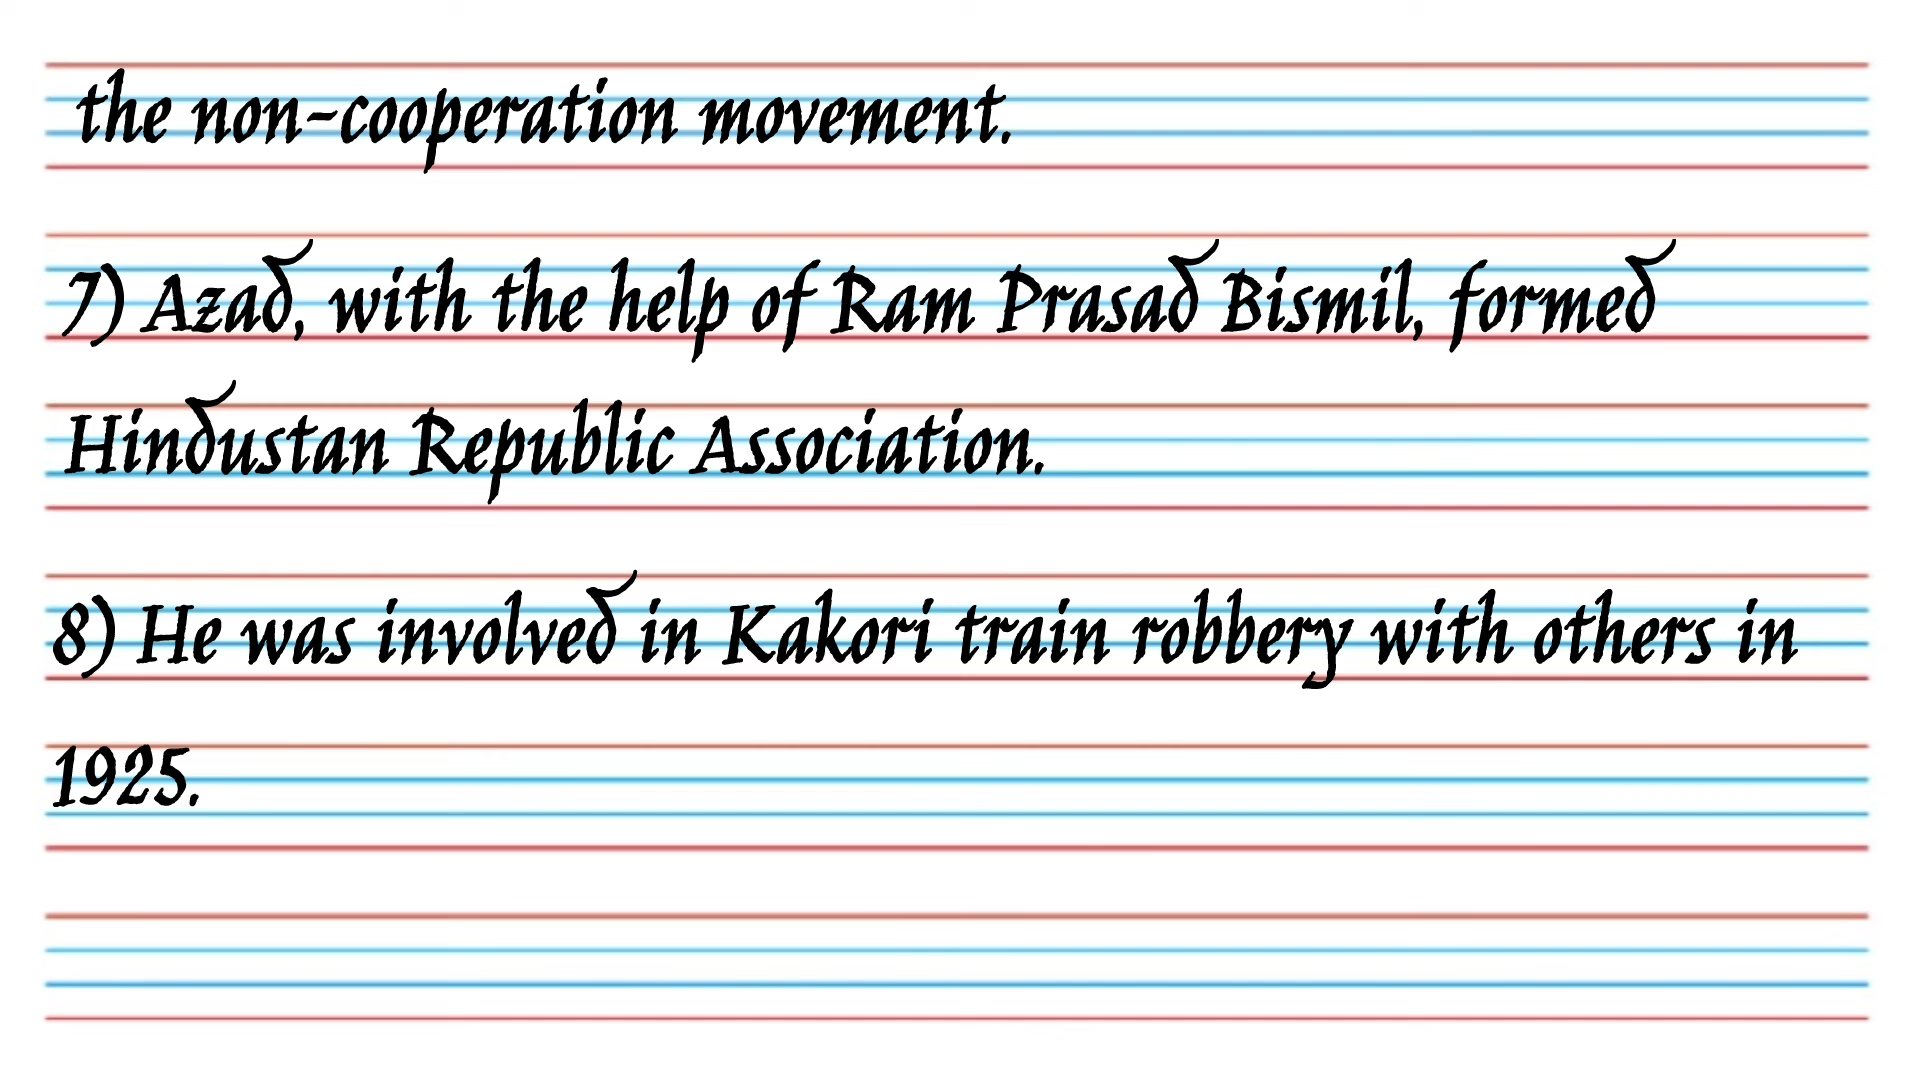 the non-cooperation movement.
7) Azad, with the help of Ram Prasad Bismil, formed
Hindustan Republic Association.
8) He was involved in Kakori train robbery with others in
1925.